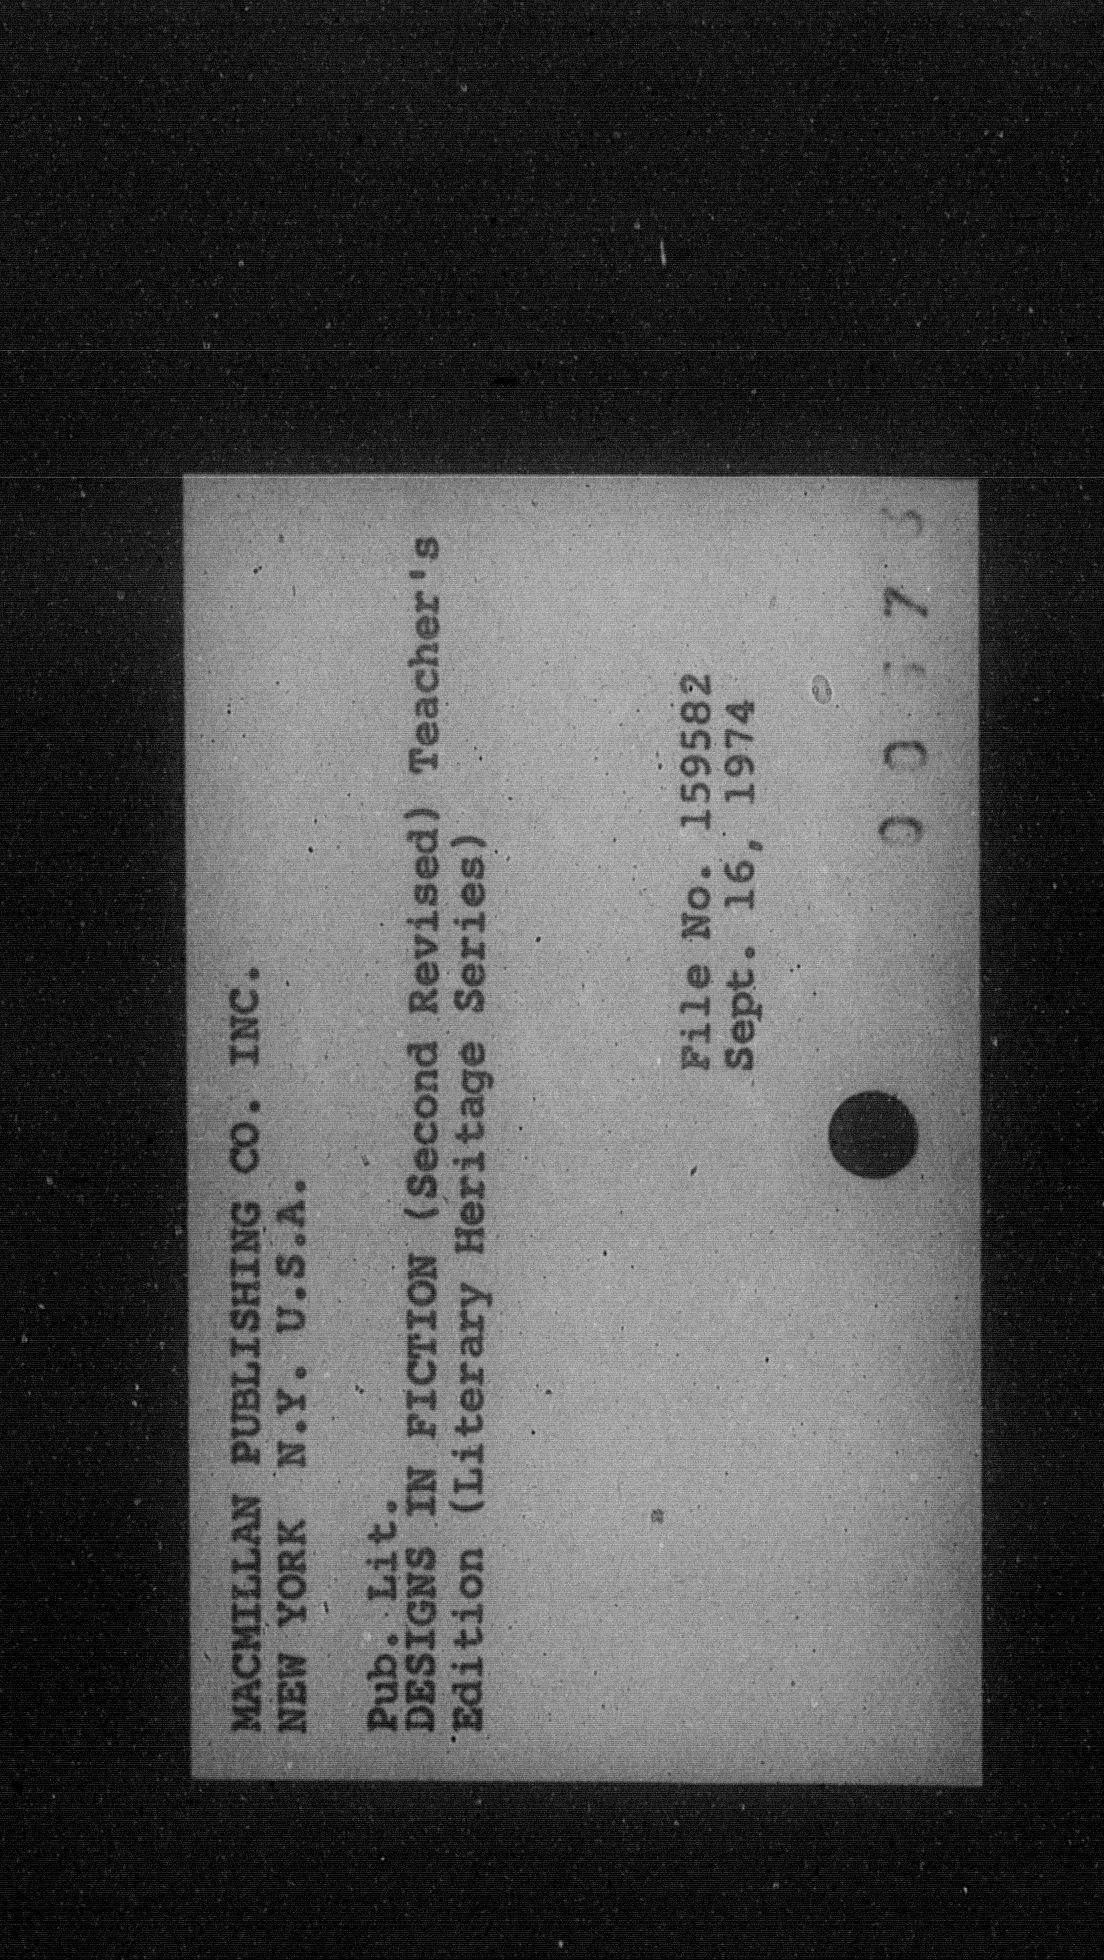 MACMILLAN PUBLISHING CO. INC.
NEW YORK N.Y. U.S.A.
Pub. Lit.
DESIGNS IN FICTION (Second Revised) Teacher's
Edition (Literary Heritage Series)
File No. 159582
Sept. 16, 1974